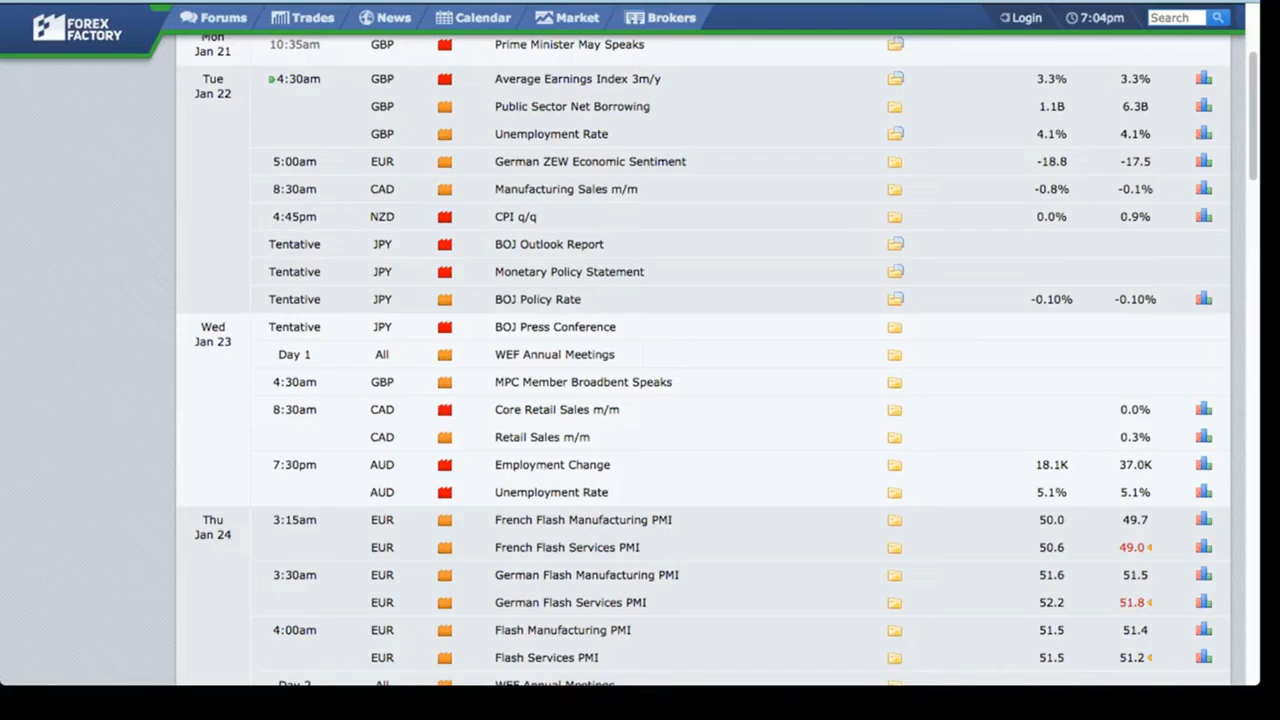 FOREX FACTORY Forums Trades News Calendar Market Brokers Login 7:04pm Search
Mon Jan 21 10:35am GBP Prime Minister May Speaks
Tue Jan 22 4:30am GBP Average Earnings Index 3m/y 3.3% 3.3%
GBP Public Sector Net Borrowing 1.1B 6.3B
GBP Unemployment Rate 4.1% 4.1%
5:00am EUR German ZEW Economic Sentiment -18.8 -17.5
8:30am CAD Manufacturing Sales m/m -0.8% -0.1%
4:45pm NZD CPI q/q 0.0% 0.9%
Tentative JPY BOJ Outlook Report
Tentative JPY Monetary Policy Statement
Tentative JPY BOJ Policy Rate -0.10% -0.10%
Wed Jan 23 Tentative JPY BOJ Press Conference
Day 1 All WEF Annual Meetings
4:30am GBP MPC Member Broadbent Speaks
8:30am CAD Core Retail Sales m/m 0.0%
CAD Retail Sales m/m 0.3%
7:30pm AUD Employment Change 18.1K 37.0K
AUD Unemployment Rate 5.1% 5.1%
Thu Jan 24 3:15am EUR French Flash Manufacturing PMI 50.0 49.7
EUR French Flash Services PMI 50.6 49.0
3:30am EUR German Flash Manufacturing PMI 51.6 51.5
EUR German Flash Services PMI 52.2 51.8
4:00am EUR Flash Manufacturing PMI 51.5 51.4
EUR Flash Services PMI 51.5 51.2
Day 2 All WEF Annual Meetings